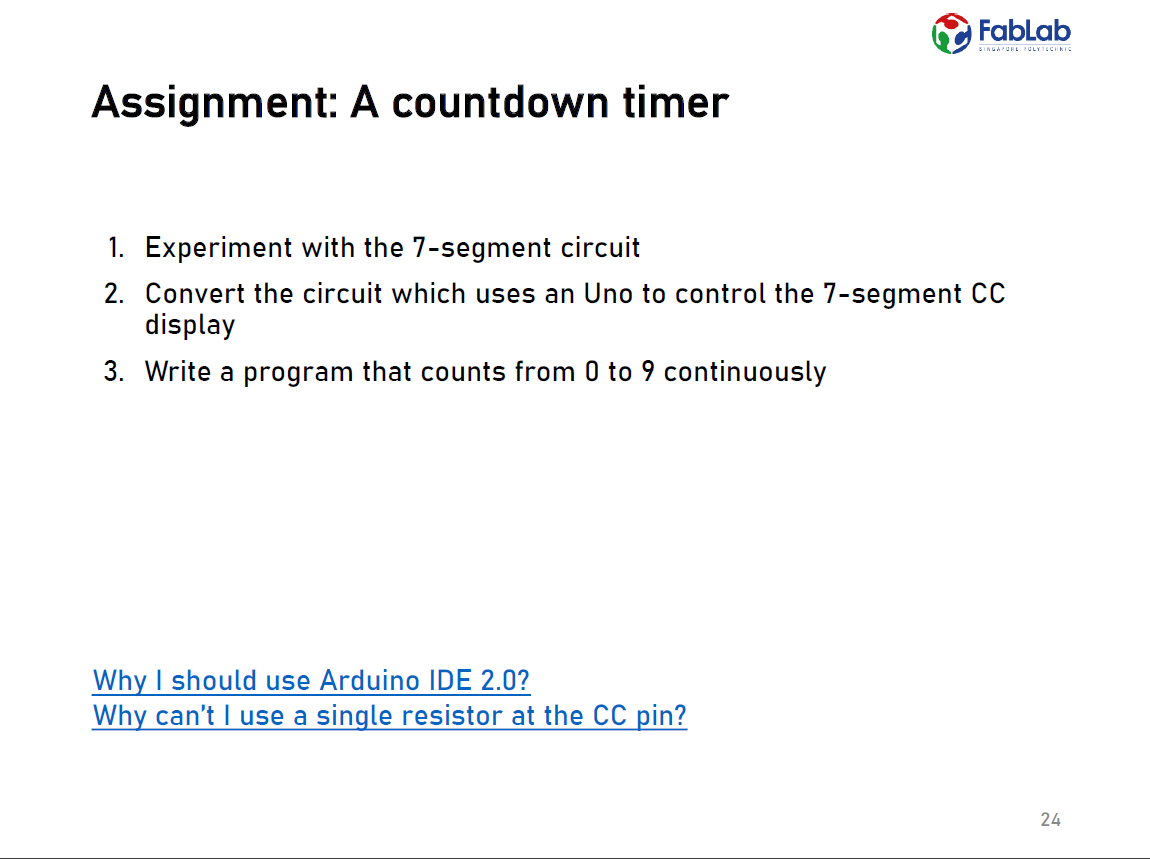 FabLab
SINGAPORE POLYTECHNIC
Assignment: A countdown timer
1. Experiment with the 7-segment circuit
2. Convert the circuit which uses an Uno to control the 7-segment CC
display
3. Write a program that counts from 0 to 9 continuously
Why I should use Arduino IDE 2.0?
Why can't I use a single resistor at the CC pin?
24